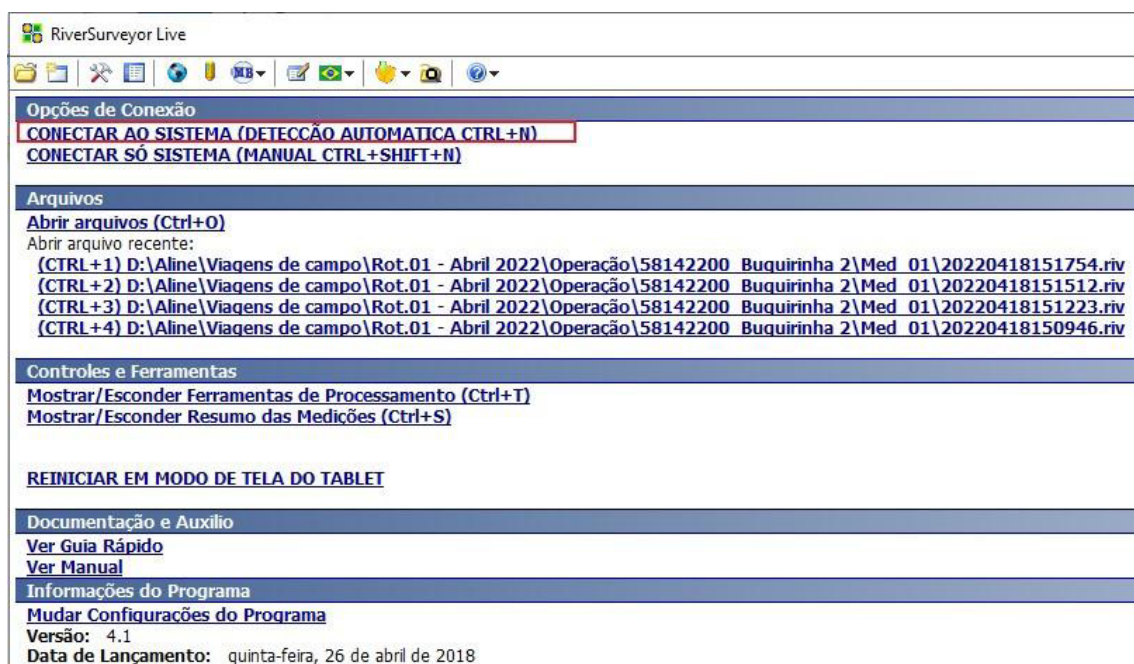 RiverSurveyor Live
MB
Opções de Conexão
CONECTAR AO SISTEMA (DETECCÃO AUTOMATICA CTRL+N)
CONECTAR SÓ SISTEMA (MANUAL CTRL+SHIFT+N)
Arquivos
Abrir arquivos (Ctrl+O)
Abrir arquivo recente:
(CTRL+1) D:\Aline\Viagens de campo\Rot.01 - Abril 2022\Operação\58142200_Buquirinha 2\Med_01\20220418151754.riv
(CTRL+2) D:\Aline\Viagens de campo\Rot.01 - Abril 2022\Operação\58142200_Buquirinha 2\Med_01\20220418151512.riv
(CTRL+3) D:\Aline\Viagens de campo\Rot.01 - Abril 2022\Operação\58142200_Buquirinha 2\Med_01\20220418151223.riv
(CTRL+4) D:\Aline\Viagens de campo\Rot.01 - Abril 2022\Operação\58142200_Buquirinha 2\Med_01\20220418150946.riv
Controles e Ferramentas
Mostrar/Esconder Ferramentas de Processamento (Ctrl+T)
Mostrar/Esconder Resumo das Medições (Ctrl+S)
REINICIAR EM MODO DE TELA DO TABLET
Documentação e Auxilio
Ver Guia Rápido
Ver Manual
Informações do Programa
Mudar Configurações do Programa
Versão: 4.1
Data de Lançamento: quinta-feira, 26 de abril de 2018